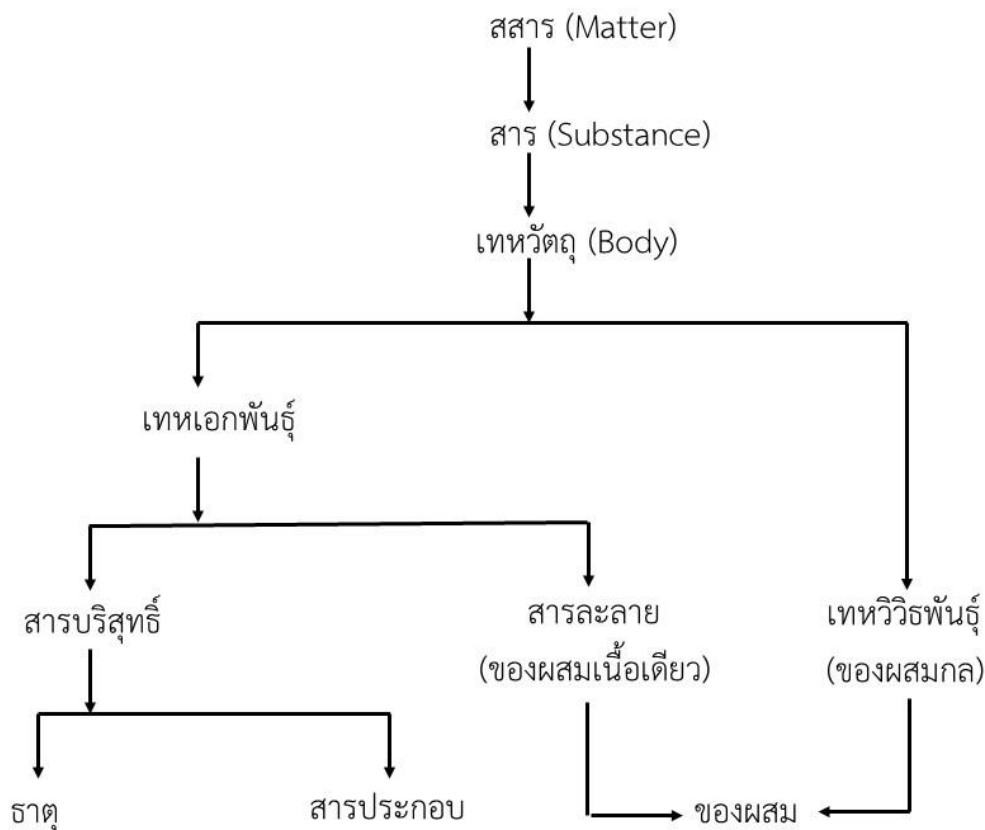 สสาร (Matter)
สาร (Substance)
เทหวัตถุ (Body)
เทหเอกพันธุ์
สารบริสุทธิ์
สารละลาย
(ของผสมเนื้อเดียว)
เทหวิวิธพันธุ์
(ของผสมกล)
ธาตุ
สารประกอบ
ของผสม